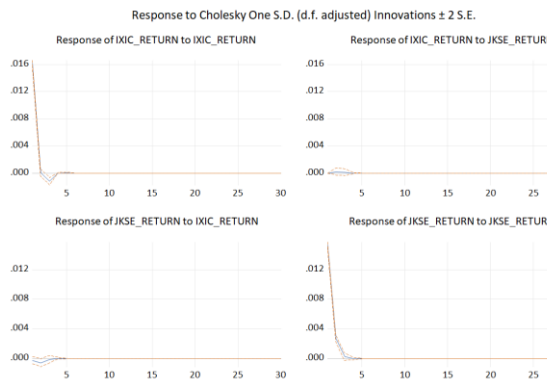 Response to Cholesky One S.D. (d.f. adjusted) Innovations ± 2 S.E.
Response of IXIC_RETURN to IXIC_RETURN
.016
.012
.008
.004
.000
5 10 15 20 25 30
Response of IXIC_RETURN to JKSE_RETUR
.016
.012
.008
.004
.000
5 10 15 20 25
Response of JKSE_RETURN to IXIC_RETURN
.012
.008
.004
.000
5 10 15 20 25 30
Response of JKSE_RETURN to JKSE_RETUR
.012
.008
.004
.000
5 10 15 20 25